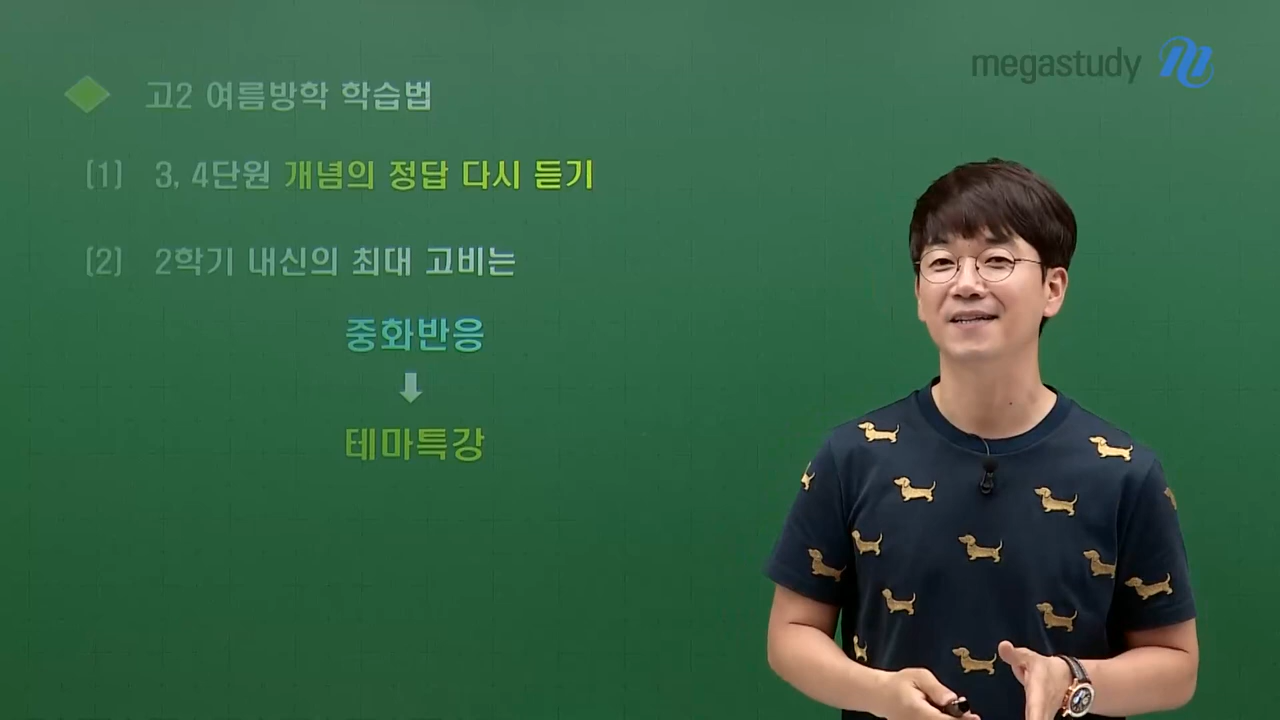 megastudy
고2 여름방학 학습법
(1) 3, 4단원 개념의 정답 다시 듣기
(2) 2학기 내신의 최대 고비는
중화반응
테마특강